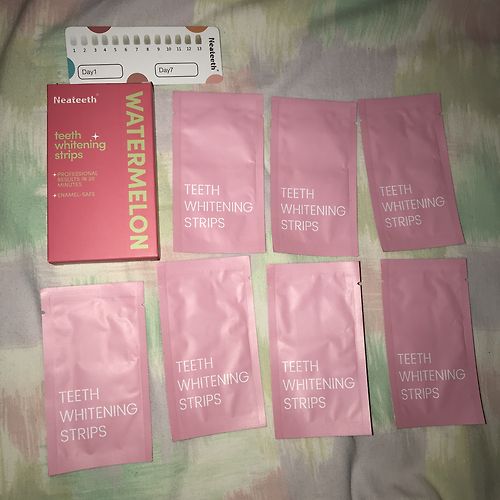 1 2 3 4 5 6 7 8 9 10 11 12 13
Day1
Day7
Neateeth®
Neateeth®
teeth
whitening
strips
PROFESSIONAL
RESULTS IN 20
MINUTES
ENAMEL-SAFE
WATERMELON
TEETH
WHITENING
STRIPS
TEETH
WHITENING
STRIPS
TEETH
WHITENING
STRIPS
TEETH
WHITENING
STRIPS
TEETH
WHITENING
STRIPS
TEETH
WHITENING
STRIPS
TEETH
WHITENING
STRIPS